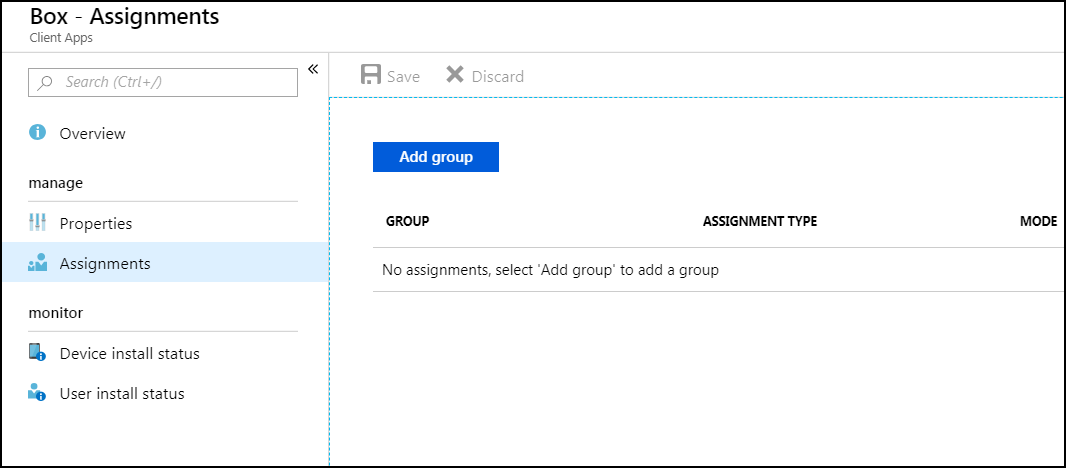 Box - Assignments
Client Apps
Search (Ctrl+/)
«
Save
Discard
Overview
manage
Properties
Assignments
monitor
Device install status
User install status
Add group
GROUP
ASSIGNMENT TYPE
MODE
No assignments, select 'Add group' to add a group